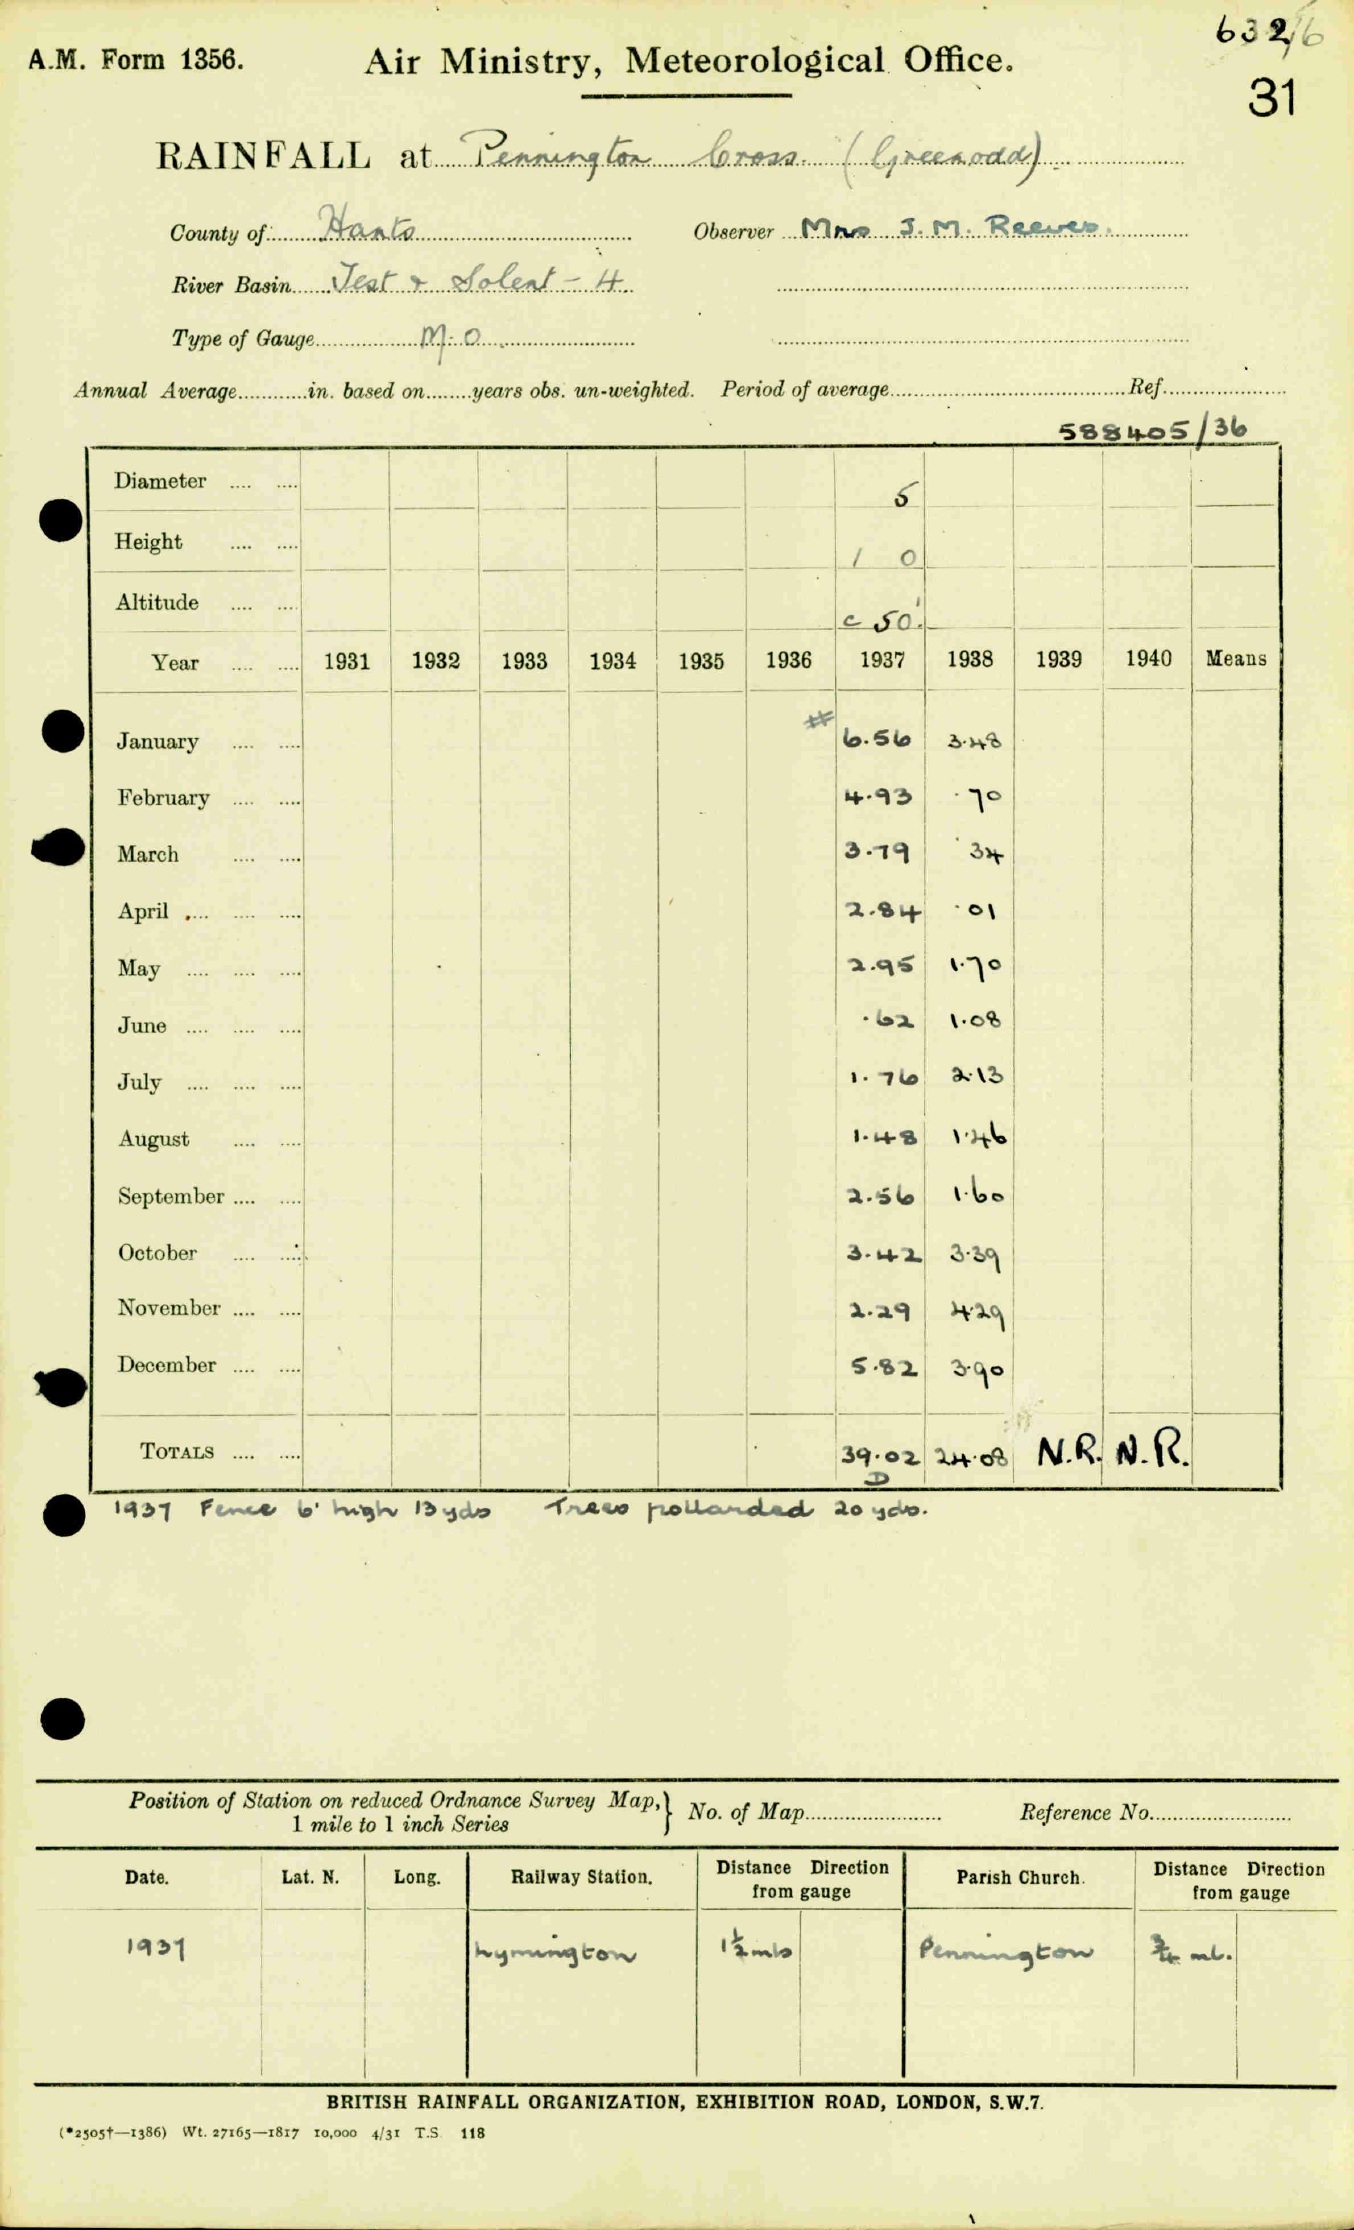 632/6
A.M. Form 1356. Air Ministry, Meteorological Office.
31
RAINFALL at Pennington Cross (Greenodd)
County of Hants Observer Mrs J. M. Reeves.
River Basin Test & Solent - 4
Type of Gauge M.O.
Annual Average in. based on years obs. un-weighted. Period of average Ref.
588405/36
Diameter 5
Height 1 0
Altitude c 50'
Year 1931 1932 1933 1934 1935 1936 1937 1938 1939 1940 Means
January # 6.56 3.48
February 4.93 .70
March 3.79 .34
April 2.84 .01
May 2.95 1.70
June .62 1.08
July 1.76 2.13
August 1.48 1.46
September 2.56 1.60
October 3.42 3.39
November 2.29 4.29
December 5.82 3.90
TOTALS 39.02 24.08 N.R. N.R.
D
1937 Fence 6' high 13 yds Trees pollarded 20 yds.
Position of Station on reduced Ordnance Survey Map, } No. of Map Reference No.
1 mile to 1 inch Series
Date. Lat. N. Long. Railway Station. Distance Direction from gauge Parish Church. Distance Direction from gauge
1937 Lymington 1½ mls Pennington ¾ ml.
BRITISH RAINFALL ORGANIZATION, EXHIBITION ROAD, LONDON, S.W.7.
(*2505†—1386) Wt. 27165—1817 10,000 4/31 T.S. 118